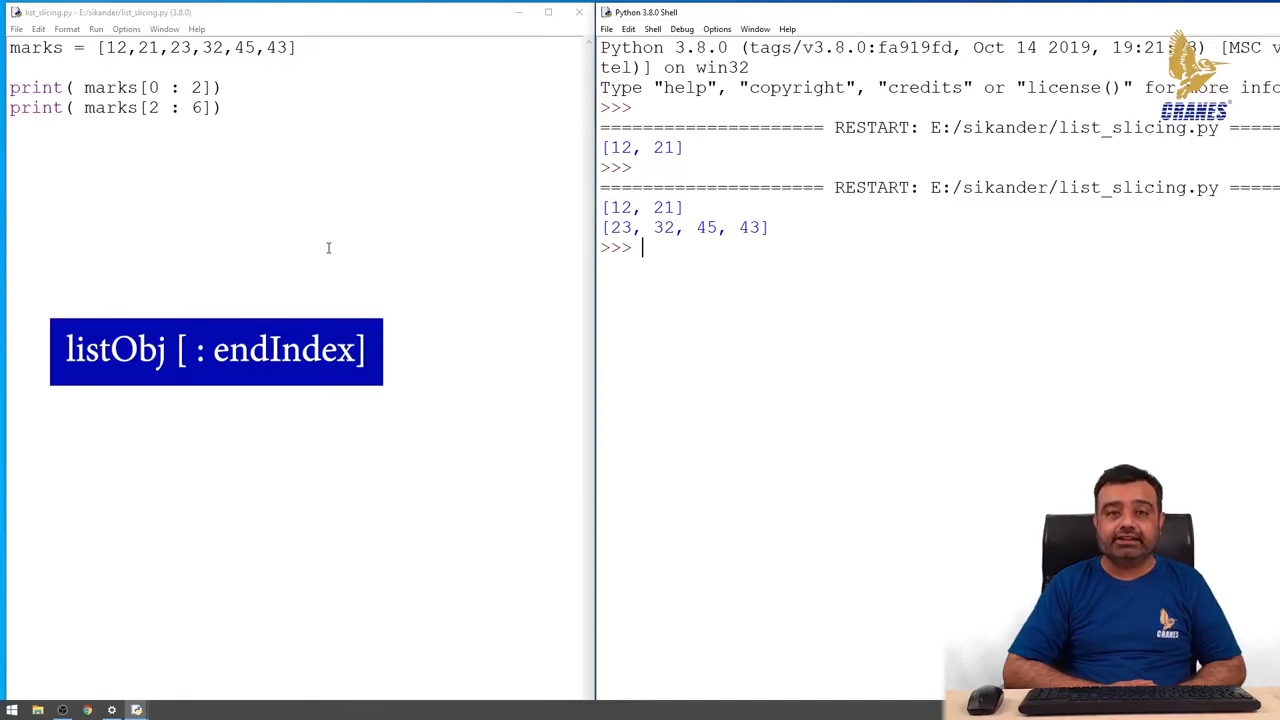 list_slicing.py - E:/sikander/list_slicing.py (3.8.0)
File Edit Format Run Options Window Help
marks = [12,21,23,32,45,43]
print( marks[0 : 2])
print( marks[2 : 6])
listObj [ : endIndex]
Python 3.8.0 Shell
File Edit Shell Debug Options Window Help
Python 3.8.0 (tags/v3.8.0:fa919fd, Oct 14 2019, 19:21: 3) [MSC v
tel)] on win32
Type "help", "copyright", "credits" or "license()" for more info
>>>
===================== RESTART: E:/sikander/list_slicing.py =====
[12, 21]
>>>
===================== RESTART: E:/sikander/list_slicing.py =====
[12, 21]
[23, 32, 45, 43]
>>>
CRANES
CRANES